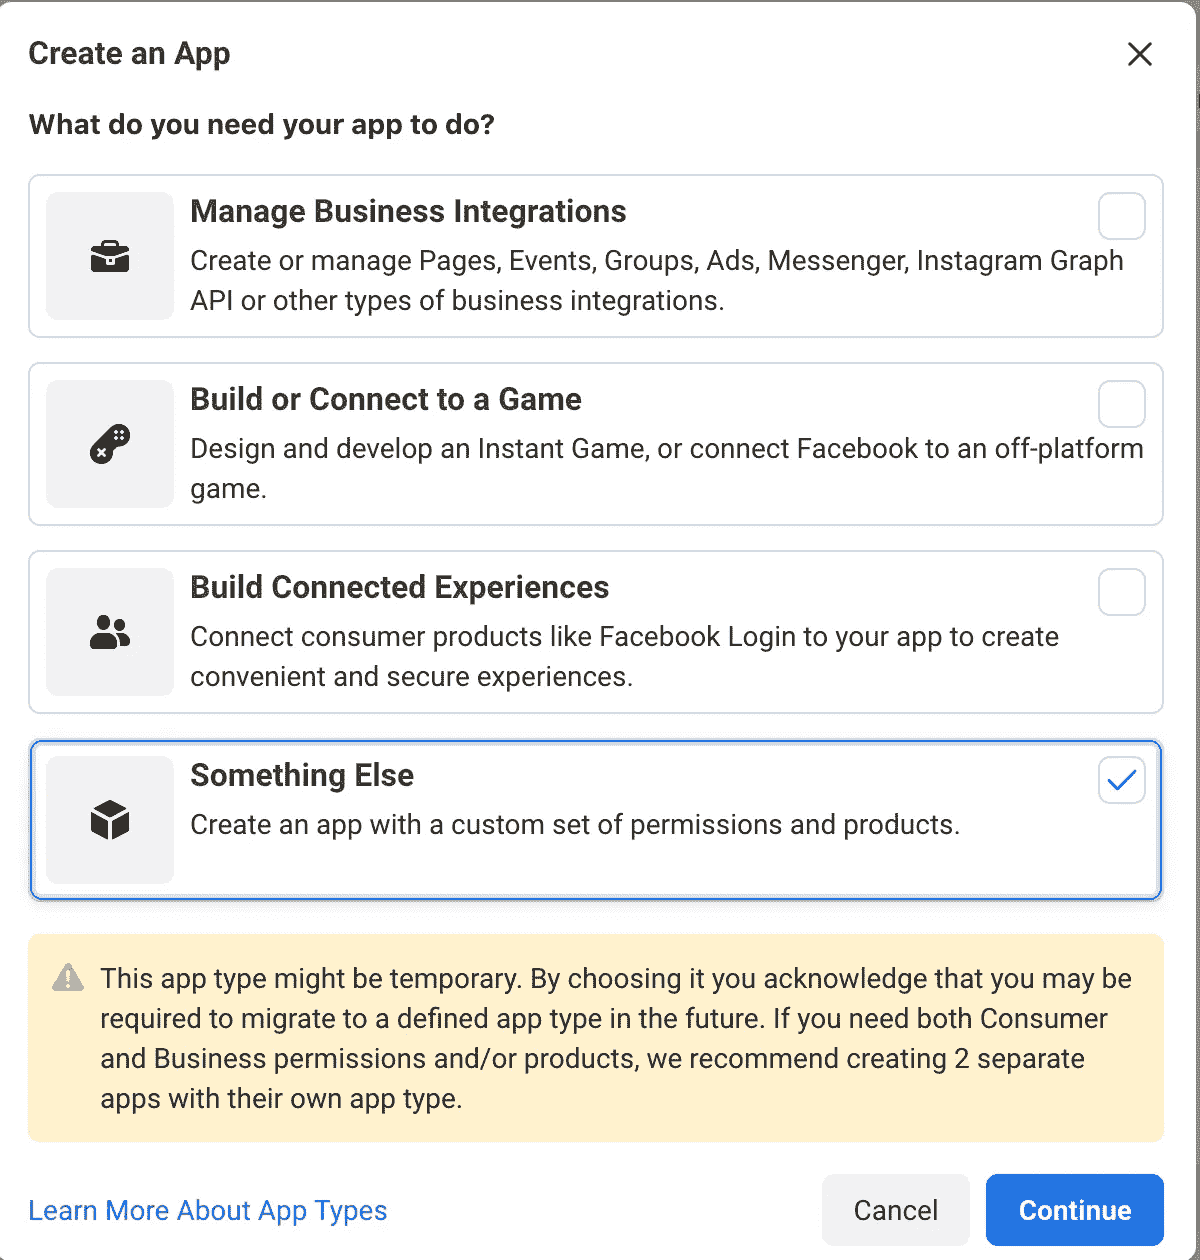 Create an App
What do you need your app to do?
Manage Business Integrations
Create or manage Pages, Events, Groups, Ads, Messenger, Instagram Graph
API or other types of business integrations.
Build or Connect to a Game
Design and develop an Instant Game, or connect Facebook to an off-platform
game.
Build Connected Experiences
Connect consumer products like Facebook Login to your app to create
convenient and secure experiences.
Something Else
Create an app with a custom set of permissions and products.
This app type might be temporary. By choosing it you acknowledge that you may be
required to migrate to a defined app type in the future. If you need both Consumer
and Business permissions and/or products, we recommend creating 2 separate
apps with their own app type.
Learn More About App Types
Cancel
Continue